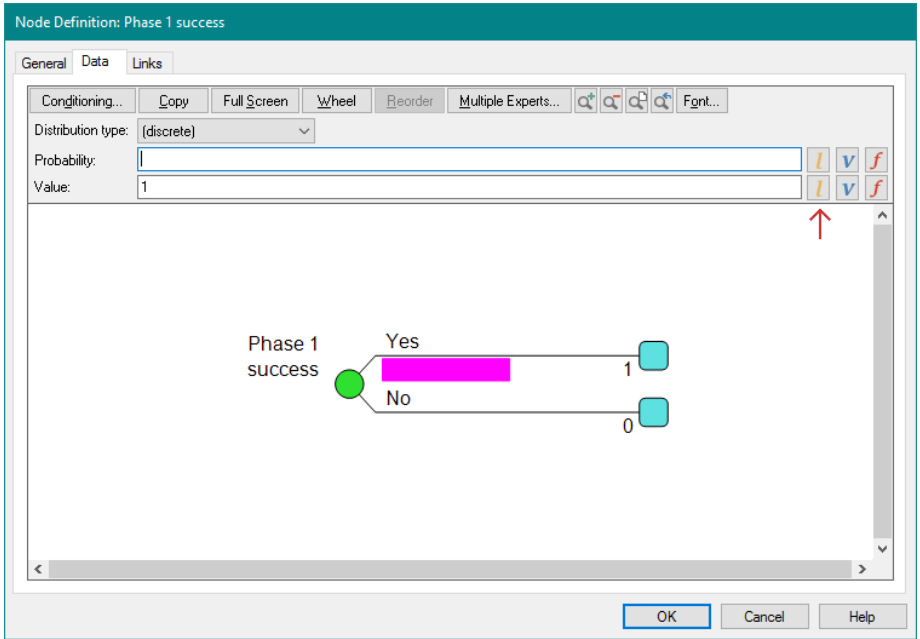 Node Definition: Phase 1 success
General Data Links
Conditioning... Copy Full Screen Wheel Reorder Multiple Experts... Font...
Distribution type: (discrete)
Probability: l V f
Value: 1 l V f
Phase 1
success
Yes
1
No
0
OK Cancel Help